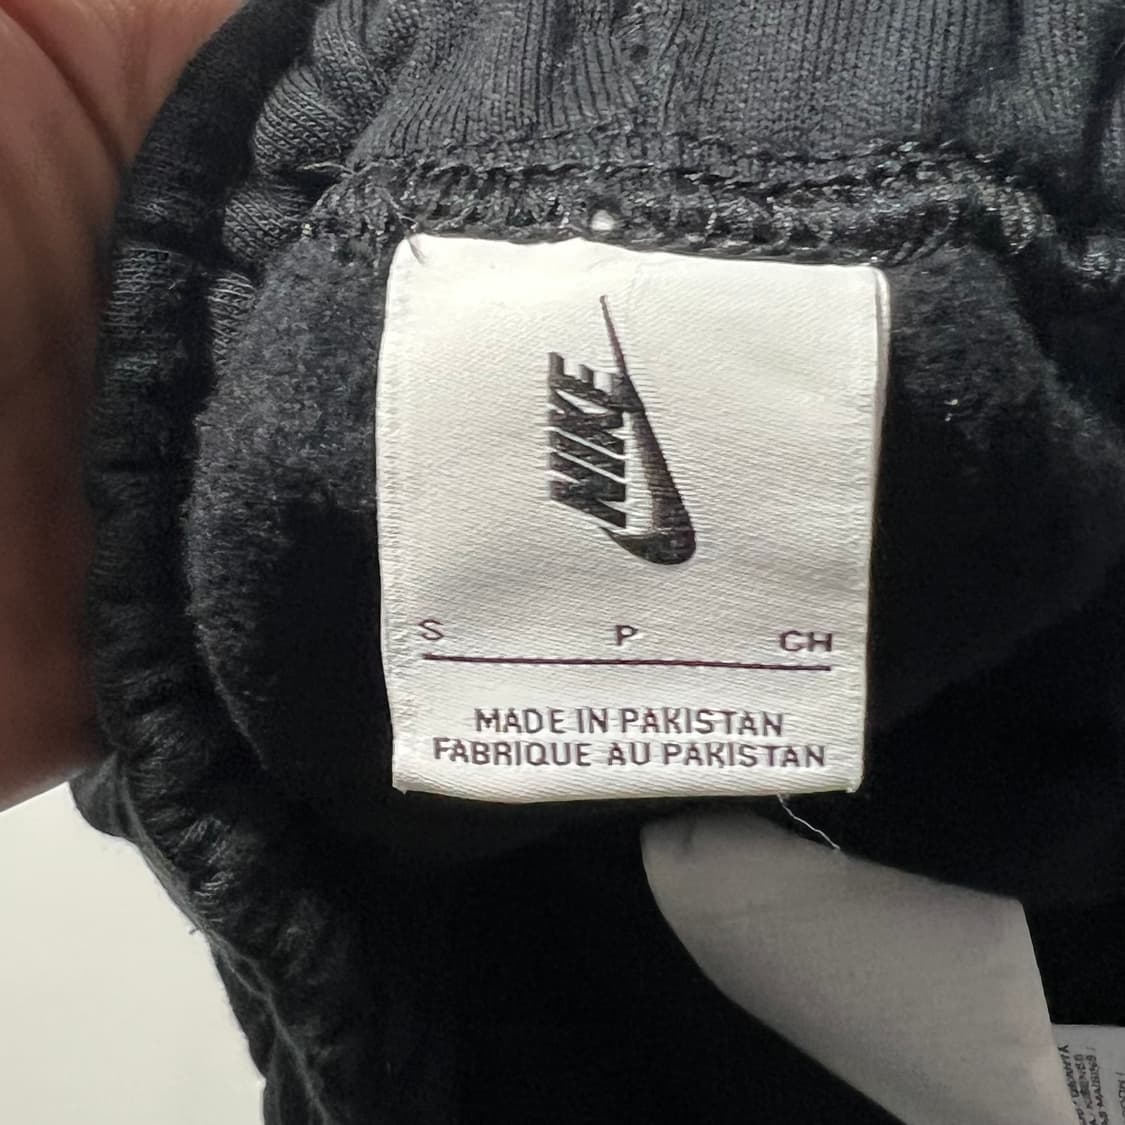 NIKE
S P CH
MADE IN PAKISTAN
FABRIQUE AU PAKISTAN